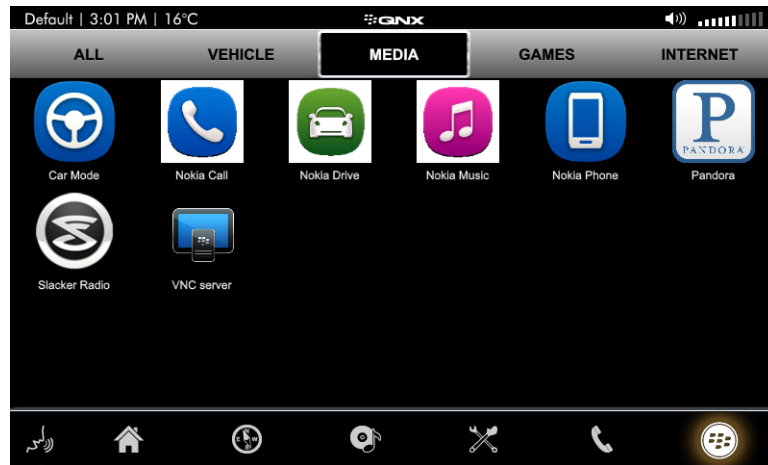 Default | 3:01 PM | 16°C
QNX
ALL VEHICLE MEDIA GAMES INTERNET
P
PANDORA
Car Mode Nokia Call Nokia Drive Nokia Music Nokia Phone Pandora
Slacker Radio VNC server
E W